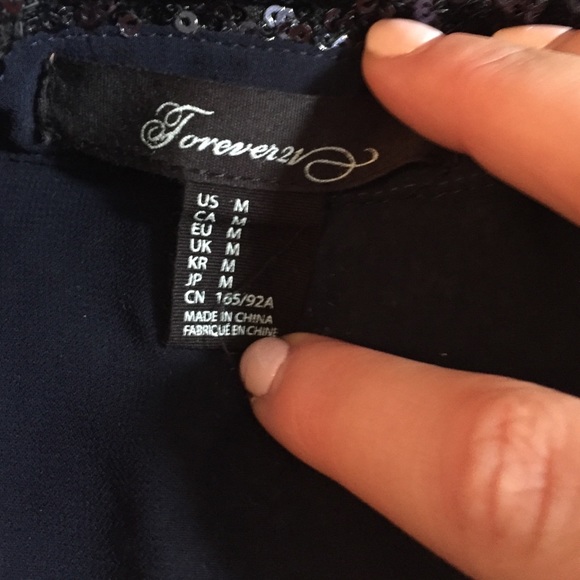 Forever21
US M
CA M
EU M
UK M
KR M
JP M
CN 165/92A
MADE IN CHINA
FABRIQUÉ EN CHINE